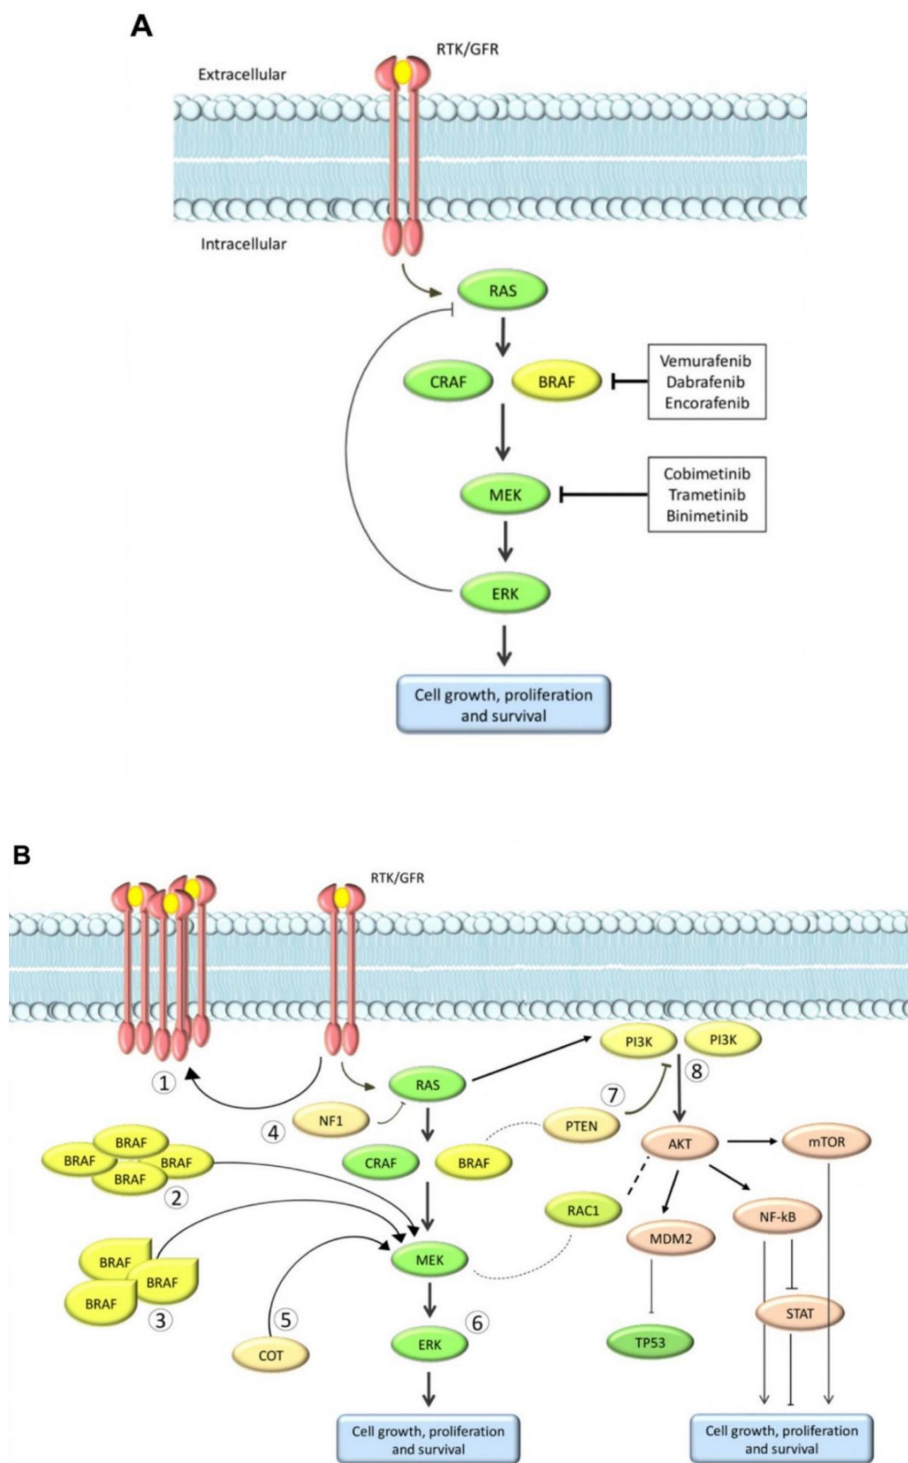 A
RTK/GFR
Extracellular
Intracellular
RAS
CRAF
BRAF
Vemurafenib
Dabrafenib
Encorafenib
MEK
Cobimetinib
Trametinib
Binimetinib
ERK
Cell growth, proliferation
and survival
B
RTK/GFR
PI3K
PI3K
1
RAS
8
7
4
NF1
PTEN
AKT
mTOR
BRAF
BRAF
BRAF
BRAF
2
CRAF
BRAF
RAC1
NF-kB
MDM2
MEK
BRAF
BRAF
BRAF
3
5
6
STAT
COT
ERK
TP53
Cell growth, proliferation
and survival
Cell growth, proliferation
and survival